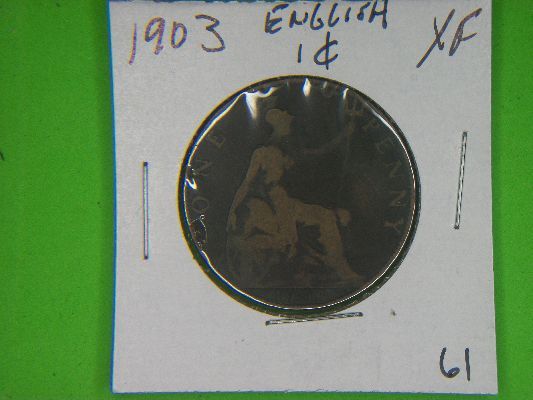 1903 ENGLISH XF
1¢
ONE PENNY
61